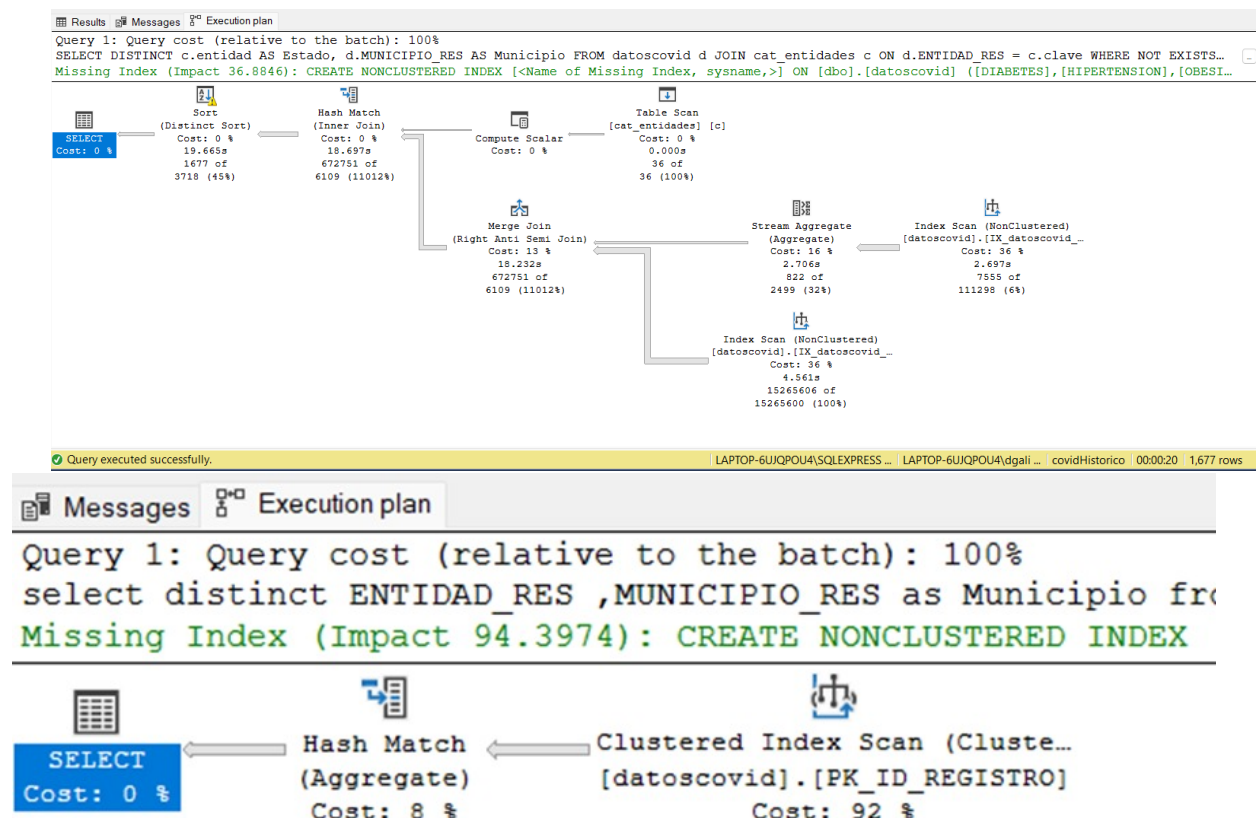 Results Messages Execution plan
Query 1: Query cost (relative to the batch): 100%
SELECT DISTINCT c.entidad AS Estado, d.MUNICIPIO_RES AS Municipio FROM datoscovid d JOIN cat_entidades c ON d.ENTIDAD_RES = c.clave WHERE NOT EXISTS…
Missing Index (Impact 36.8846): CREATE NONCLUSTERED INDEX [<Name of Missing Index, sysname,>] ON [dbo].[datoscovid] ([DIABETES],[HIPERTENSION],[OBESI…
SELECT
Cost: 0 %
Sort
(Distinct Sort)
Cost: 0 %
19.665s
1677 of
3718 (45%)
Hash Match
(Inner Join)
Cost: 0 %
18.697s
672751 of
6109 (11012%)
Compute Scalar
Cost: 0 %
Table Scan
[cat_entidades] [c]
Cost: 0 %
0.000s
36 of
36 (100%)
Merge Join
(Right Anti Semi Join)
Cost: 13 %
18.232s
672751 of
6109 (11012%)
Stream Aggregate
(Aggregate)
Cost: 16 %
2.706s
822 of
2499 (32%)
Index Scan (NonClustered)
[datoscovid].[IX_datoscovid_…
Cost: 36 %
2.697s
7555 of
111298 (6%)
Index Scan (NonClustered)
[datoscovid].[IX_datoscovid_…
Cost: 36 %
4.561s
15265606 of
15265600 (100%)
Query executed successfully. LAPTOP-6UJQPOU4\SQLEXPRESS ... LAPTOP-6UJQPOU4\dgali ... covidHistorico 00:00:20 1,677 rows
Messages Execution plan
Query 1: Query cost (relative to the batch): 100%
select distinct ENTIDAD_RES ,MUNICIPIO_RES as Municipio fro
Missing Index (Impact 94.3974): CREATE NONCLUSTERED INDEX
SELECT
Cost: 0 %
Hash Match
(Aggregate)
Cost: 8 %
Clustered Index Scan (Cluste…
[datoscovid].[PK_ID_REGISTRO]
Cost: 92 %